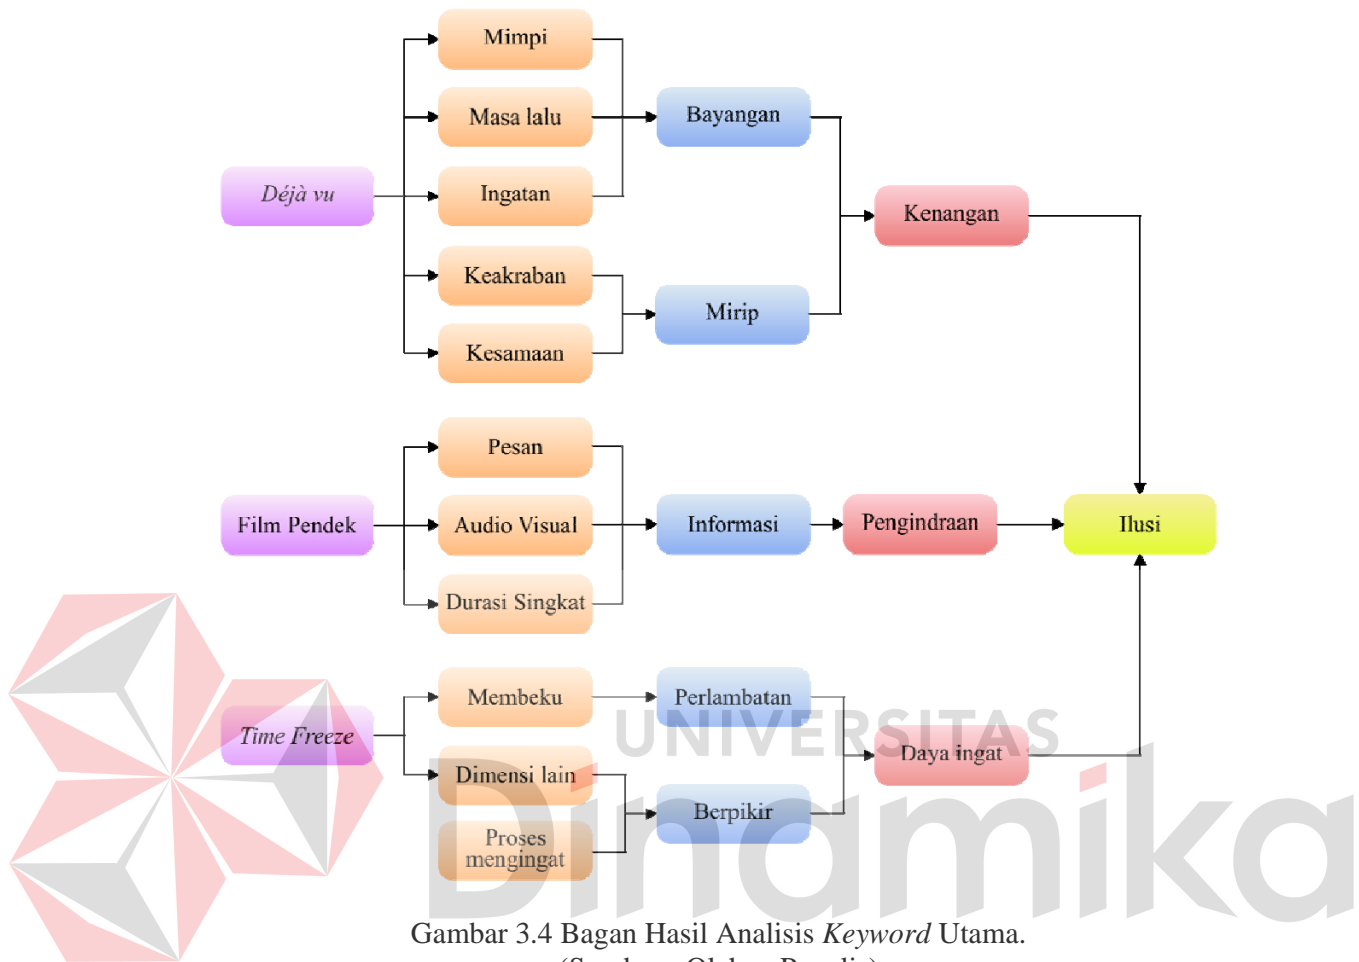 Mimpi
Masa lalu
Bayangan
Déjà vu
Ingatan
Kenangan
Keakraban
Mirip
Kesamaan
Pesan
Film Pendek
Audio Visual
Informasi
Pengindraan
Ilusi
Durasi Singkat
Membeku
Perlambatan
UNIVERSITAS
Time Freeze
Daya ingat
Dimensi lain
Dinamika
Berpikir
Proses
mengingat
Gambar 3.4 Bagan Hasil Analisis Keyword Utama.